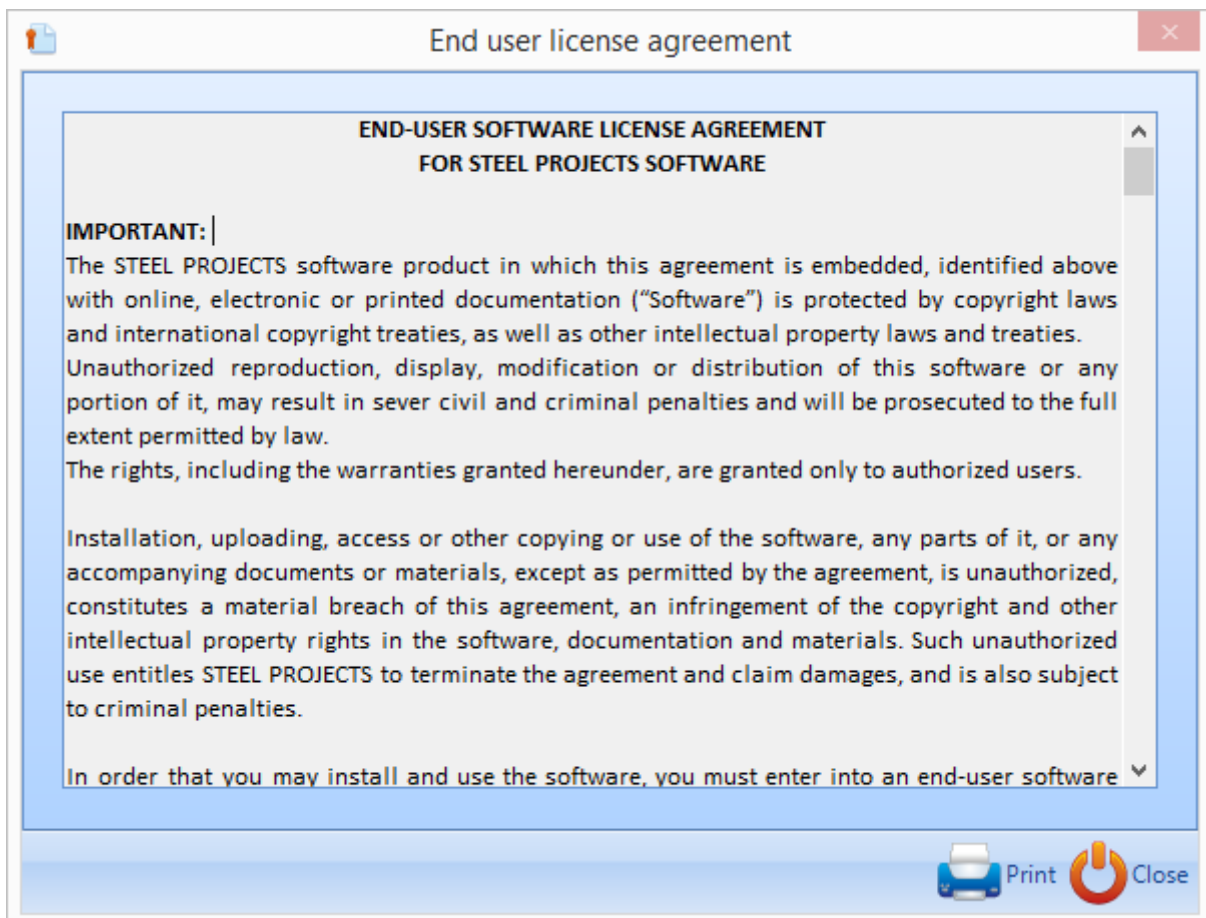 End user license agreement
END-USER SOFTWARE LICENSE AGREEMENT
FOR STEEL PROJECTS SOFTWARE
IMPORTANT:
The STEEL PROJECTS software product in which this agreement is embedded, identified above
with online, electronic or printed documentation (“Software”) is protected by copyright laws
and international copyright treaties, as well as other intellectual property laws and treaties.
Unauthorized reproduction, display, modification or distribution of this software or any
portion of it, may result in sever civil and criminal penalties and will be prosecuted to the full
extent permitted by law.
The rights, including the warranties granted hereunder, are granted only to authorized users.
Installation, uploading, access or other copying or use of the software, any parts of it, or any
accompanying documents or materials, except as permitted by the agreement, is unauthorized,
constitutes a material breach of this agreement, an infringement of the copyright and other
intellectual property rights in the software, documentation and materials. Such unauthorized
use entitles STEEL PROJECTS to terminate the agreement and claim damages, and is also subject
to criminal penalties.
In order that you may install and use the software, you must enter into an end-user software
Print
Close